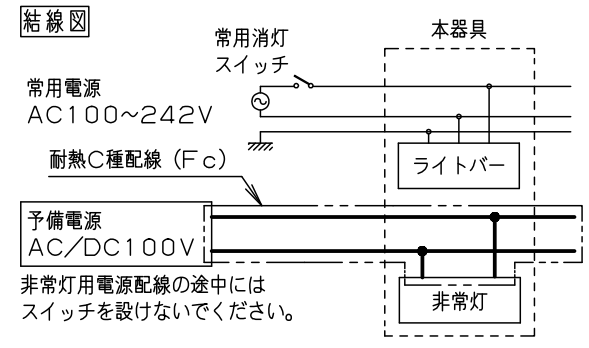 結線図
常用消灯
スイッチ
本器具
常用電源
AC100～242V
耐熱C種配線（Fc）
ライトバー
予備電源
AC／DC100V
非常灯用電源配線の途中には
スイッチを設けないでください。
非常灯